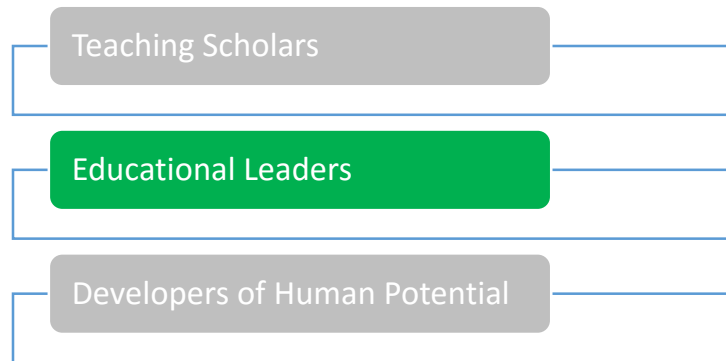 Teaching Scholars
Educational Leaders
Developers of Human Potential